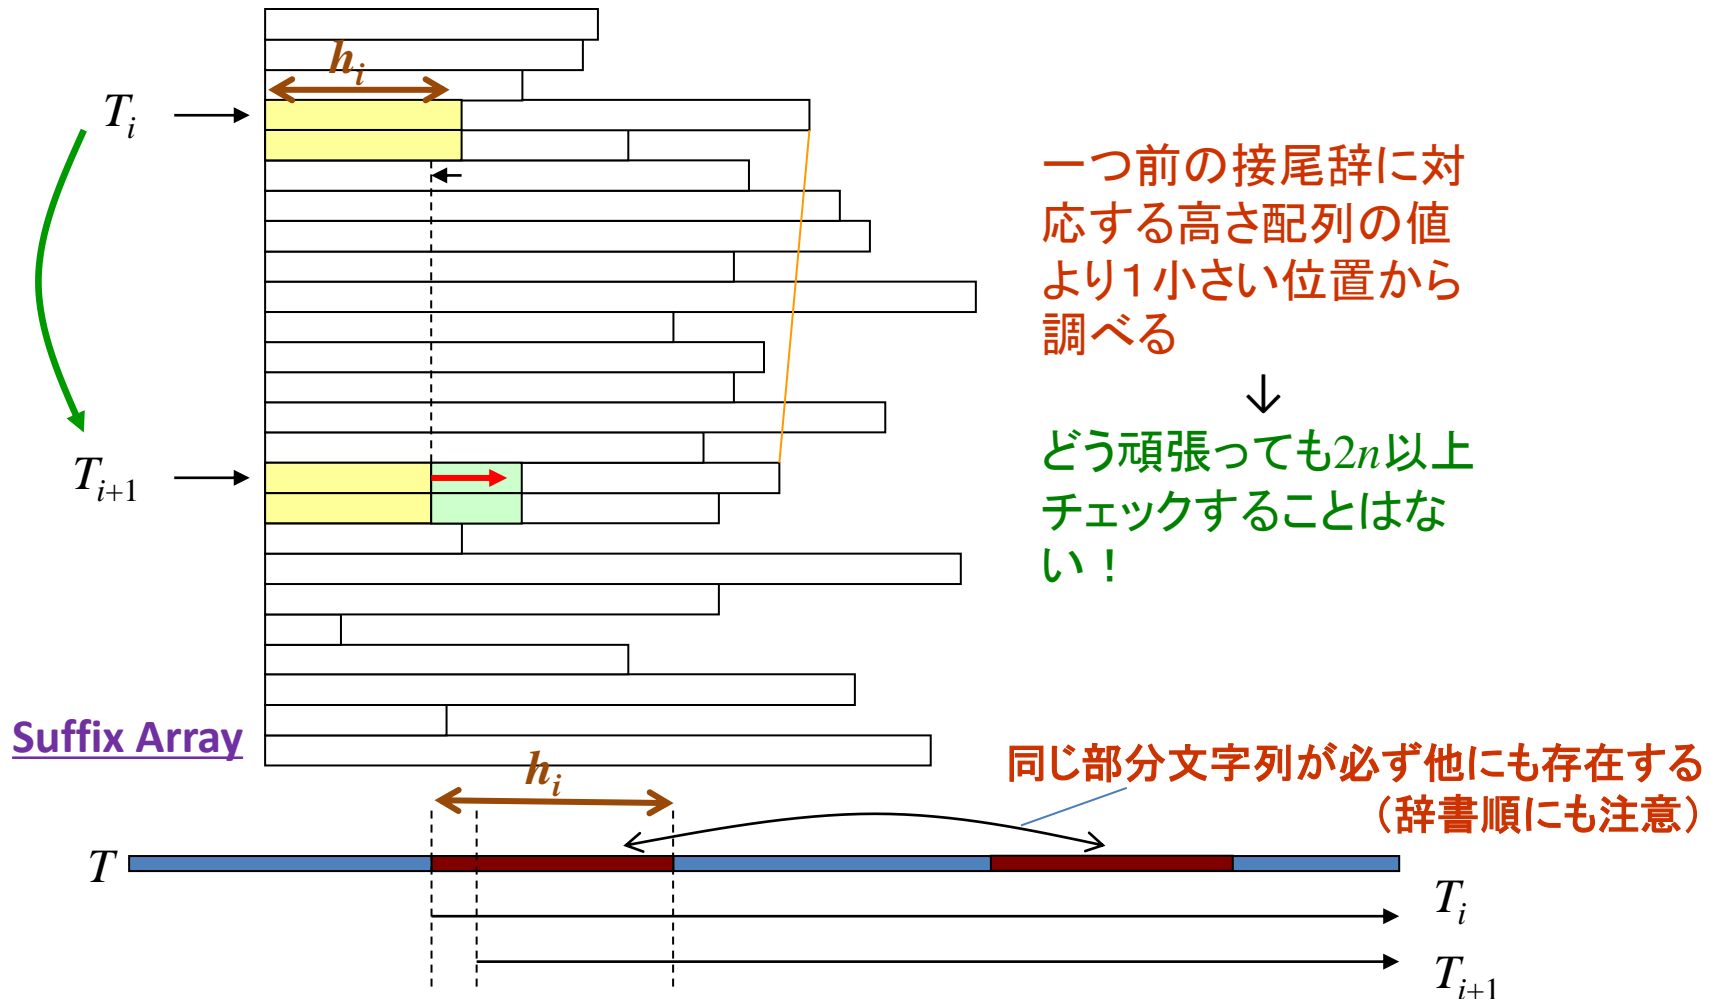 h_i
T_i
T_{i+1}
一つ前の接尾辞に対
応する高さ配列の値
より１小さい位置から
調べる
↓
どう頑張っても2n以上
チェックすることはな
い！
Suffix Array
h_i
同じ部分文字列が必ず他にも存在する
（辞書順にも注意）
T
T_i
T_{i+1}